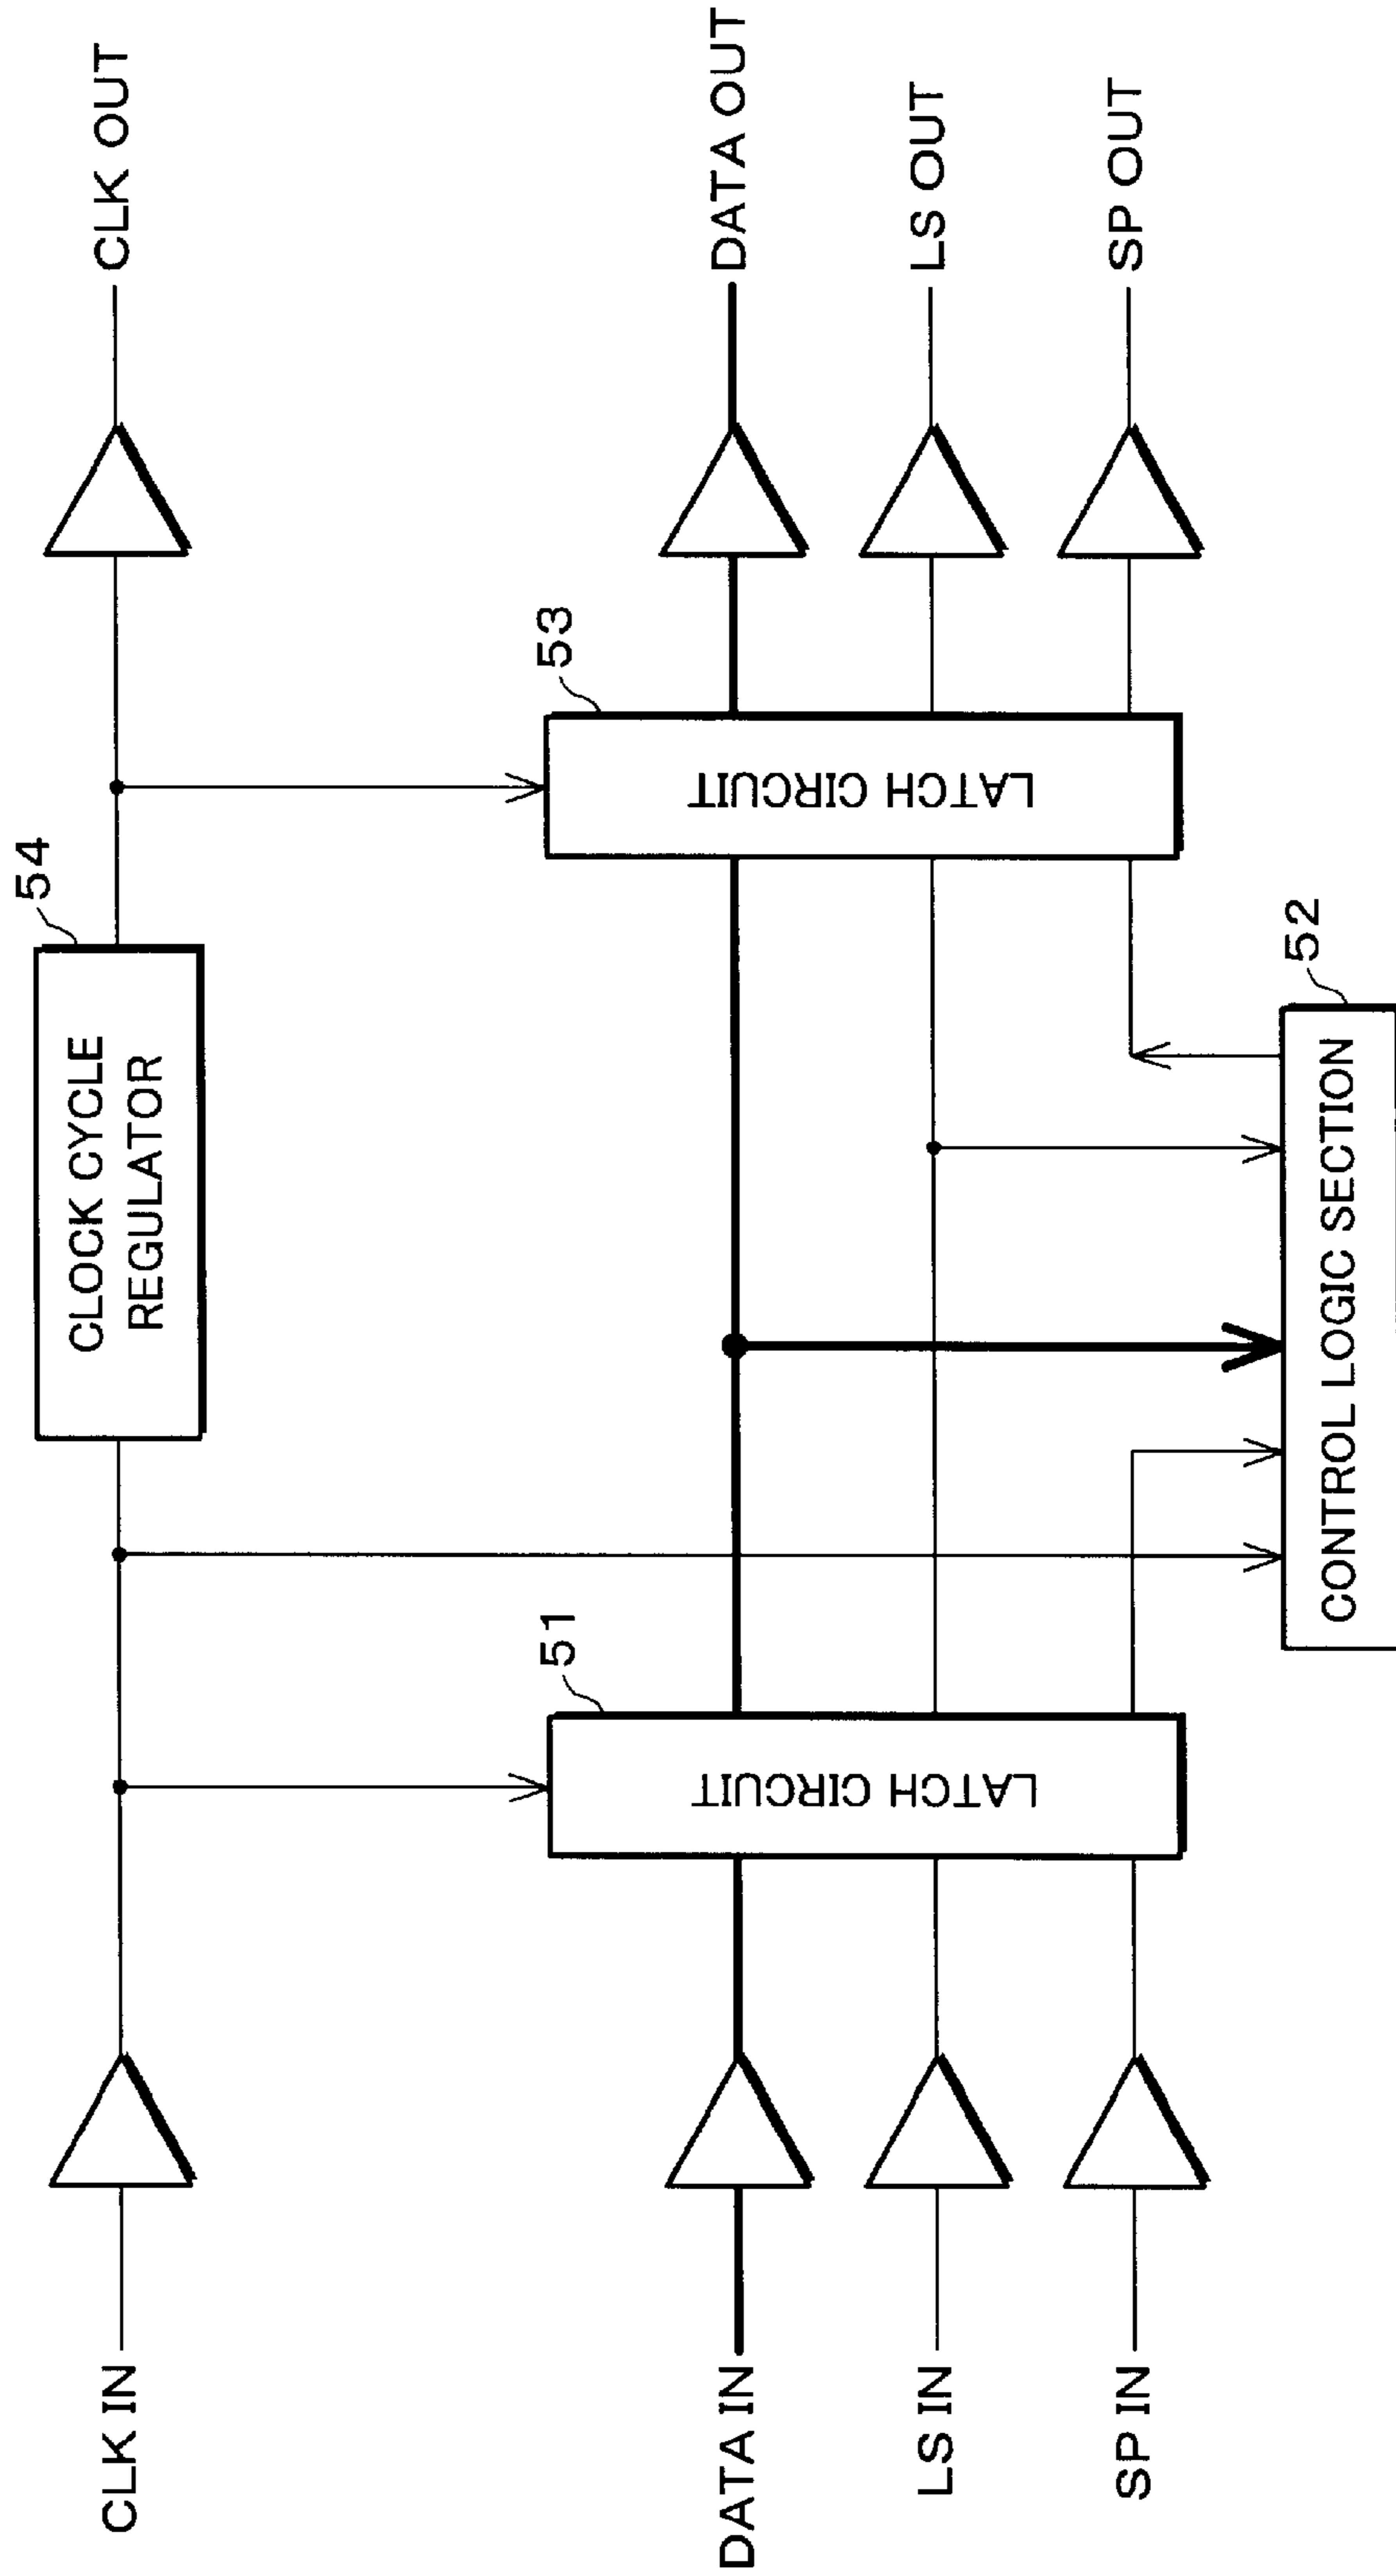 CLK IN
54
CLOCK CYCLE
REGULATOR
CLK OUT
51
LATCH CIRCUIT
53
LATCH CIRCUIT
DATA IN
DATA OUT
LS IN
LS OUT
SP IN
SP OUT
52
CONTROL LOGIC SECTION